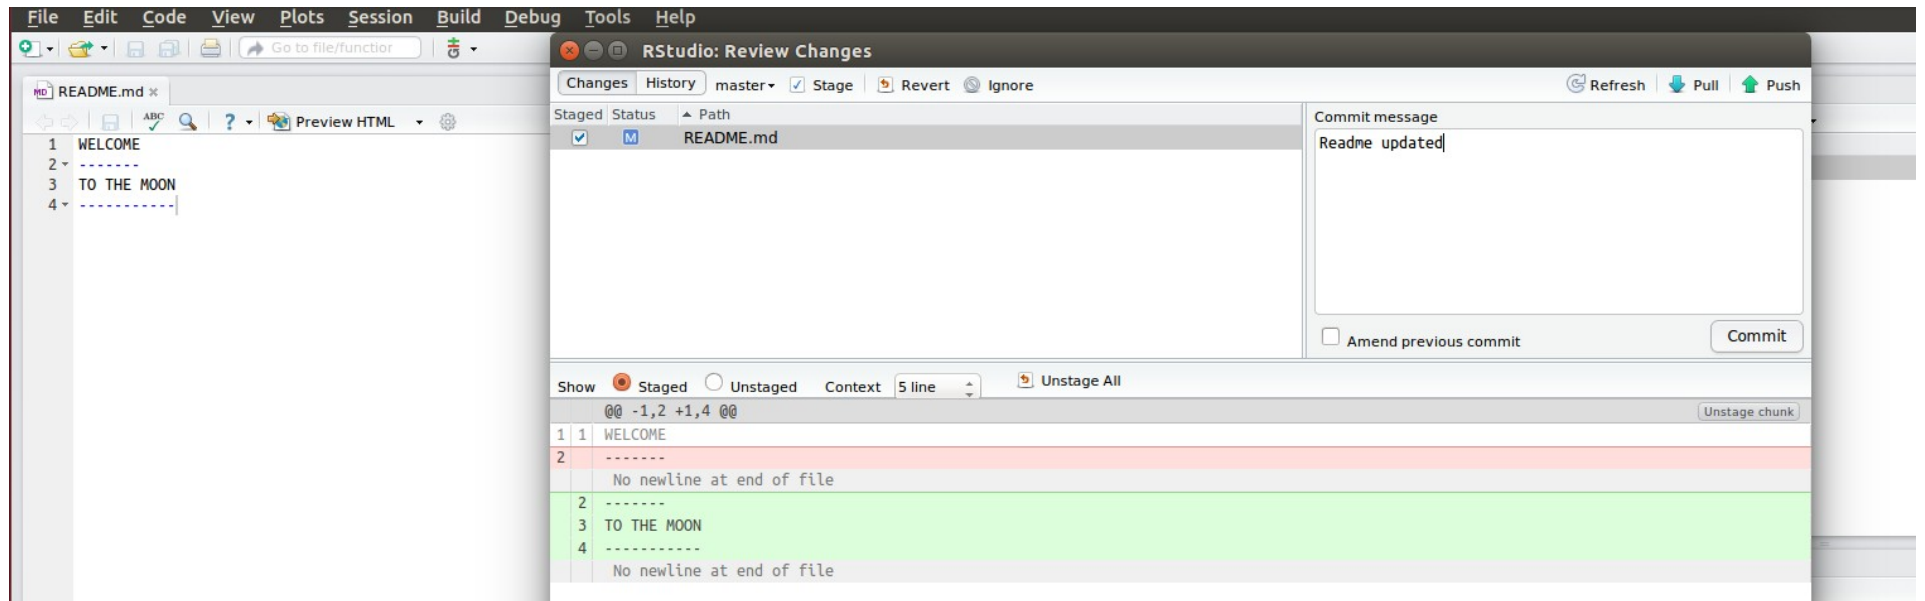 File Edit Code View Plots Session Build Debug Tools Help
Go to file/functior
RStudio: Review Changes
README.md
Changes History master Stage Revert Ignore Refresh Pull Push
ABC ? Preview HTML
Staged Status Path
M README.md
Commit message
Readme updated
1 WELCOME
2 -------
3 TO THE MOON
4 -----------
Amend previous commit Commit
Show Staged Unstaged Context 5 line Unstage All
@@ -1,2 +1,4 @@ Unstage chunk
1 1 WELCOME
2 -------
No newline at end of file
2 -------
3 TO THE MOON
4 -----------
No newline at end of file